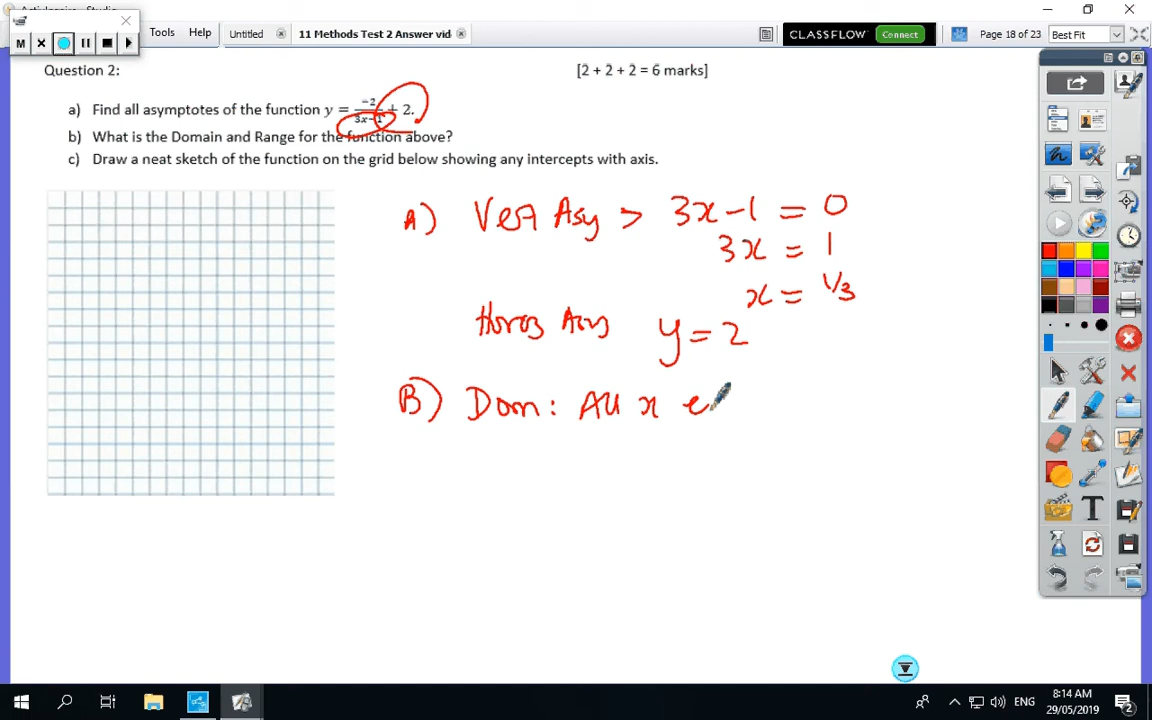 Tools Help Untitled 11 Methods Test 2 Answer vid CLASSFLOW Connect Page 18 of 23 Best Fit
M
Question 2: [2 + 2 + 2 = 6 marks]
a) Find all asymptotes of the function y = -2/(3x-1) + 2.
b) What is the Domain and Range for the function above?
c) Draw a neat sketch of the function on the grid below showing any intercepts with axis.
A) Vert Asy > 3x - 1 = 0
3x = 1
x = 1/3
y = 2
B) Dom: All x e
T
ENG
8:14 AM
29/05/2019
2